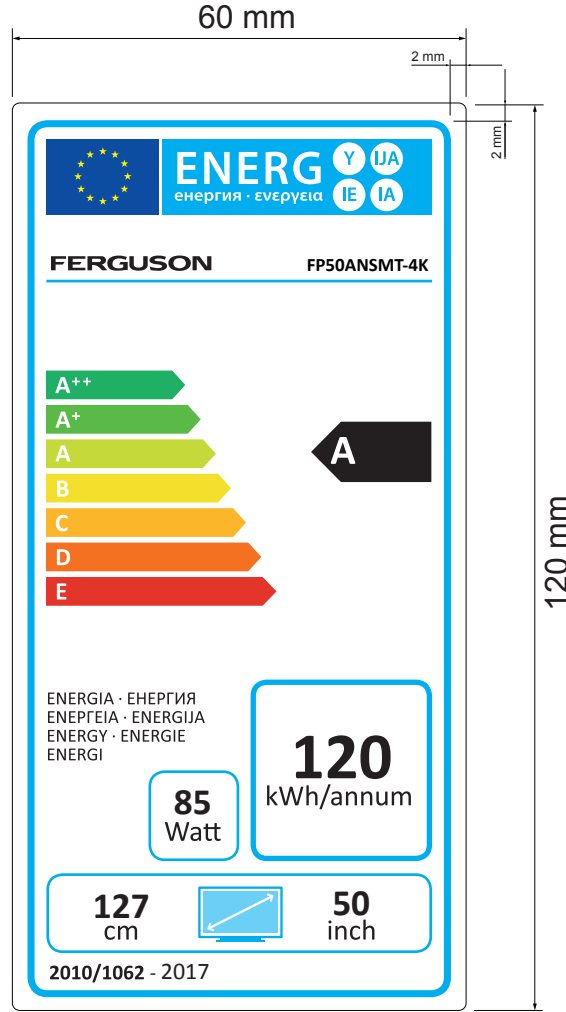 60 mm
2 mm
2 mm
ENERG Y IJA
енергия · ενεργεια IE IA
FERGUSON FP50ANSMT-4K
A++
A+
A
A
B
C
D
E
120 mm
ENERGIA · ЕНЕРГИЯ
ΕΝΕΡΓΕΙΑ · ENERGIJA
ENERGY · ENERGIE
ENERGI
120
kWh/annum
85
Watt
127
cm
50
inch
2010/1062 - 2017